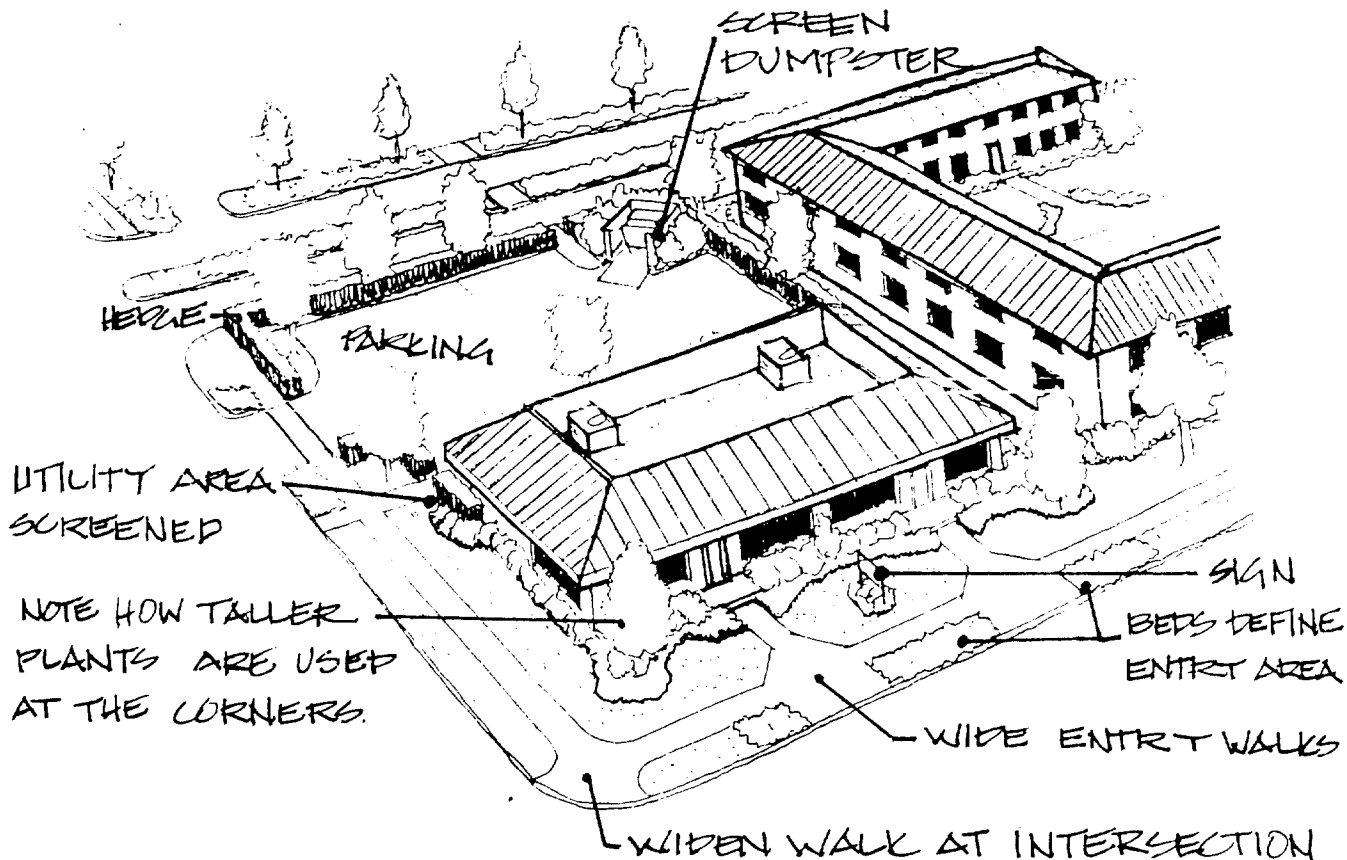 SCREEN
DUMPSTER
HEDGE
PARKING
UTILITY AREA
SCREENED
NOTE HOW TALLER
PLANTS ARE USED
AT THE CORNERS.
SIGN
BEDS DEFINE
ENTRY AREA
WIDE ENTRY WALKS
WIDEN WALK AT INTERSECTION